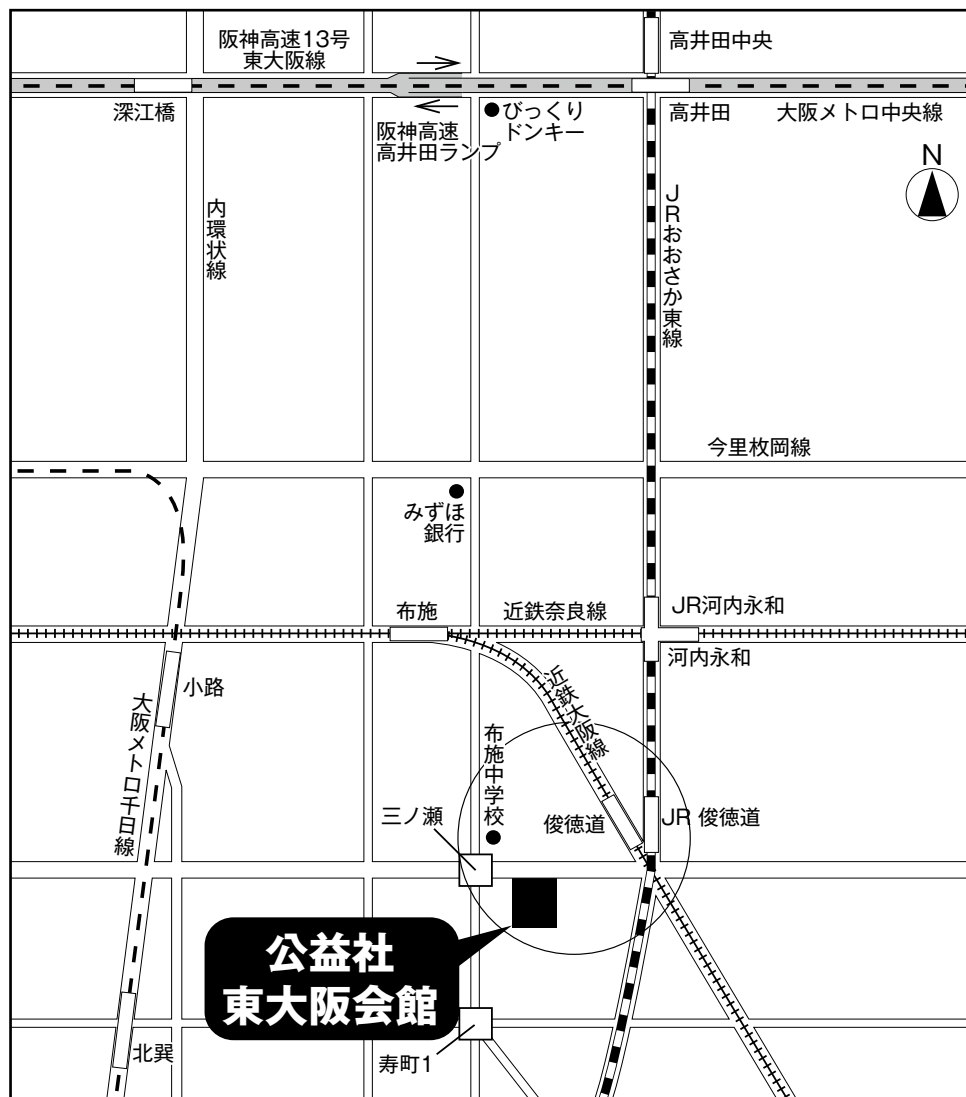 阪神高速13号
東大阪線
高井田中央
深江橋
阪神高速
高井田ランプ
びっくり
ドンキー
高井田
大阪メトロ中央線
N
内環状線
JRおおさか東線
今里枚岡線
みずほ
銀行
布施
近鉄奈良線
JR河内永和
河内永和
小路
近鉄大阪線
大阪メトロ千日線
布施中学校
三ノ瀬
俊徳道
JR 俊徳道
公益社
東大阪会館
北巽
寿町1